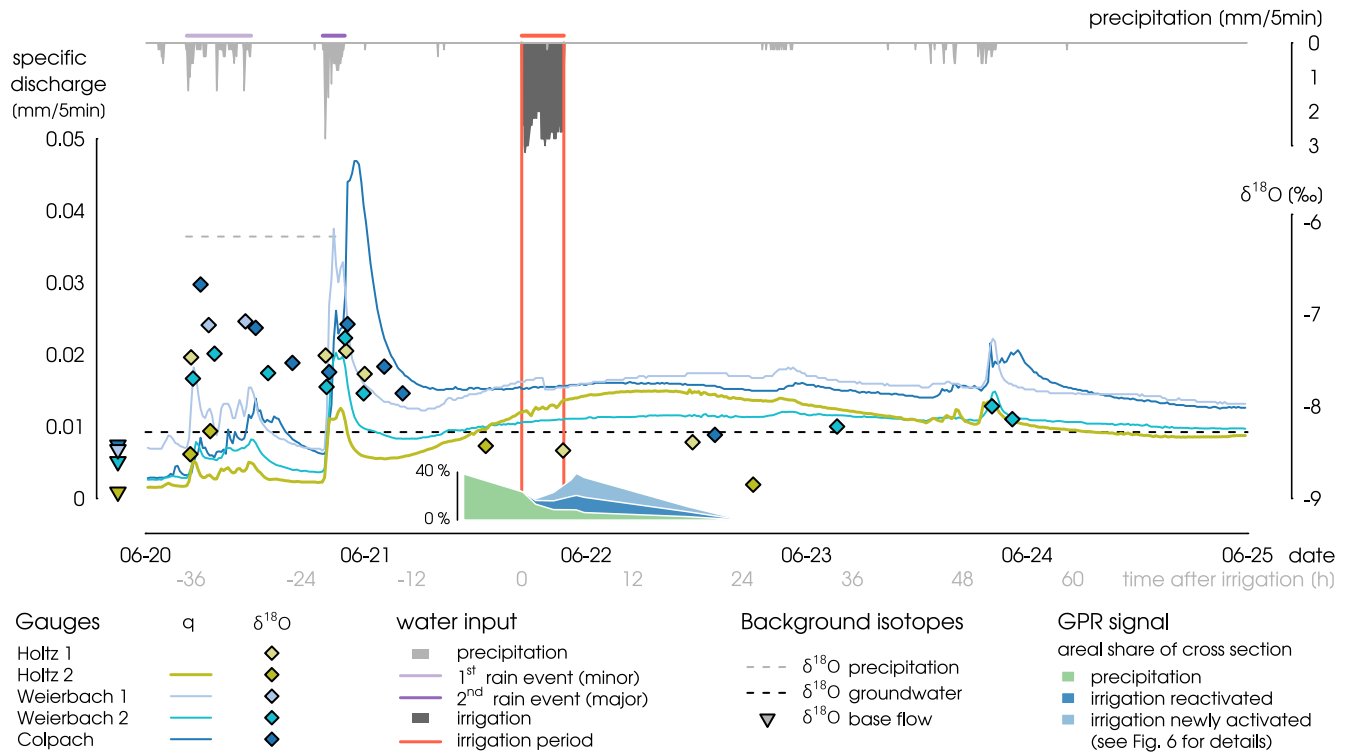 precipitation (mm/5min)
specific
discharge
(mm/5min)
0
1
2
3
0.05
0.04
0.03
0.02
0.01
0
δ¹⁸O (‰)
-6
-7
-8
-9
40 %
0 %
06-20 06-21 06-22 06-23 06-24 06-25 date
-36 -24 -12 0 12 24 36 48 60 time after irrigation (h)
Gauges q δ¹⁸O
Holtz 1
Holtz 2
Weierbach 1
Weierbach 2
Colpach
water input
precipitation
1st rain event (minor)
2nd rain event (major)
irrigation
irrigation period
Background isotopes
δ¹⁸O precipitation
δ¹⁸O groundwater
δ¹⁸O base flow
GPR signal
areal share of cross section
precipitation
irrigation reactivated
irrigation newly activated
(see Fig. 6 for details)